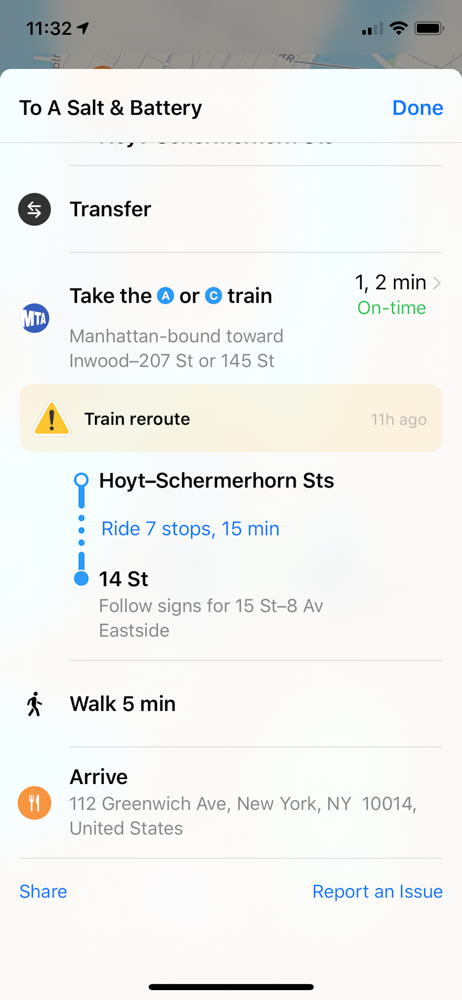 11:32
To A Salt & Battery
Done
Hoyt–Schermerhorn Sts
Transfer
Take the A or C train
1, 2 min
On-time
MTA
Manhattan-bound toward
Inwood–207 St or 145 St
Train reroute
11h ago
Hoyt–Schermerhorn Sts
Ride 7 stops, 15 min
14 St
Follow signs for 15 St–8 Av
Eastside
Walk 5 min
Arrive
112 Greenwich Ave, New York, NY  10014,
United States
Share
Report an Issue